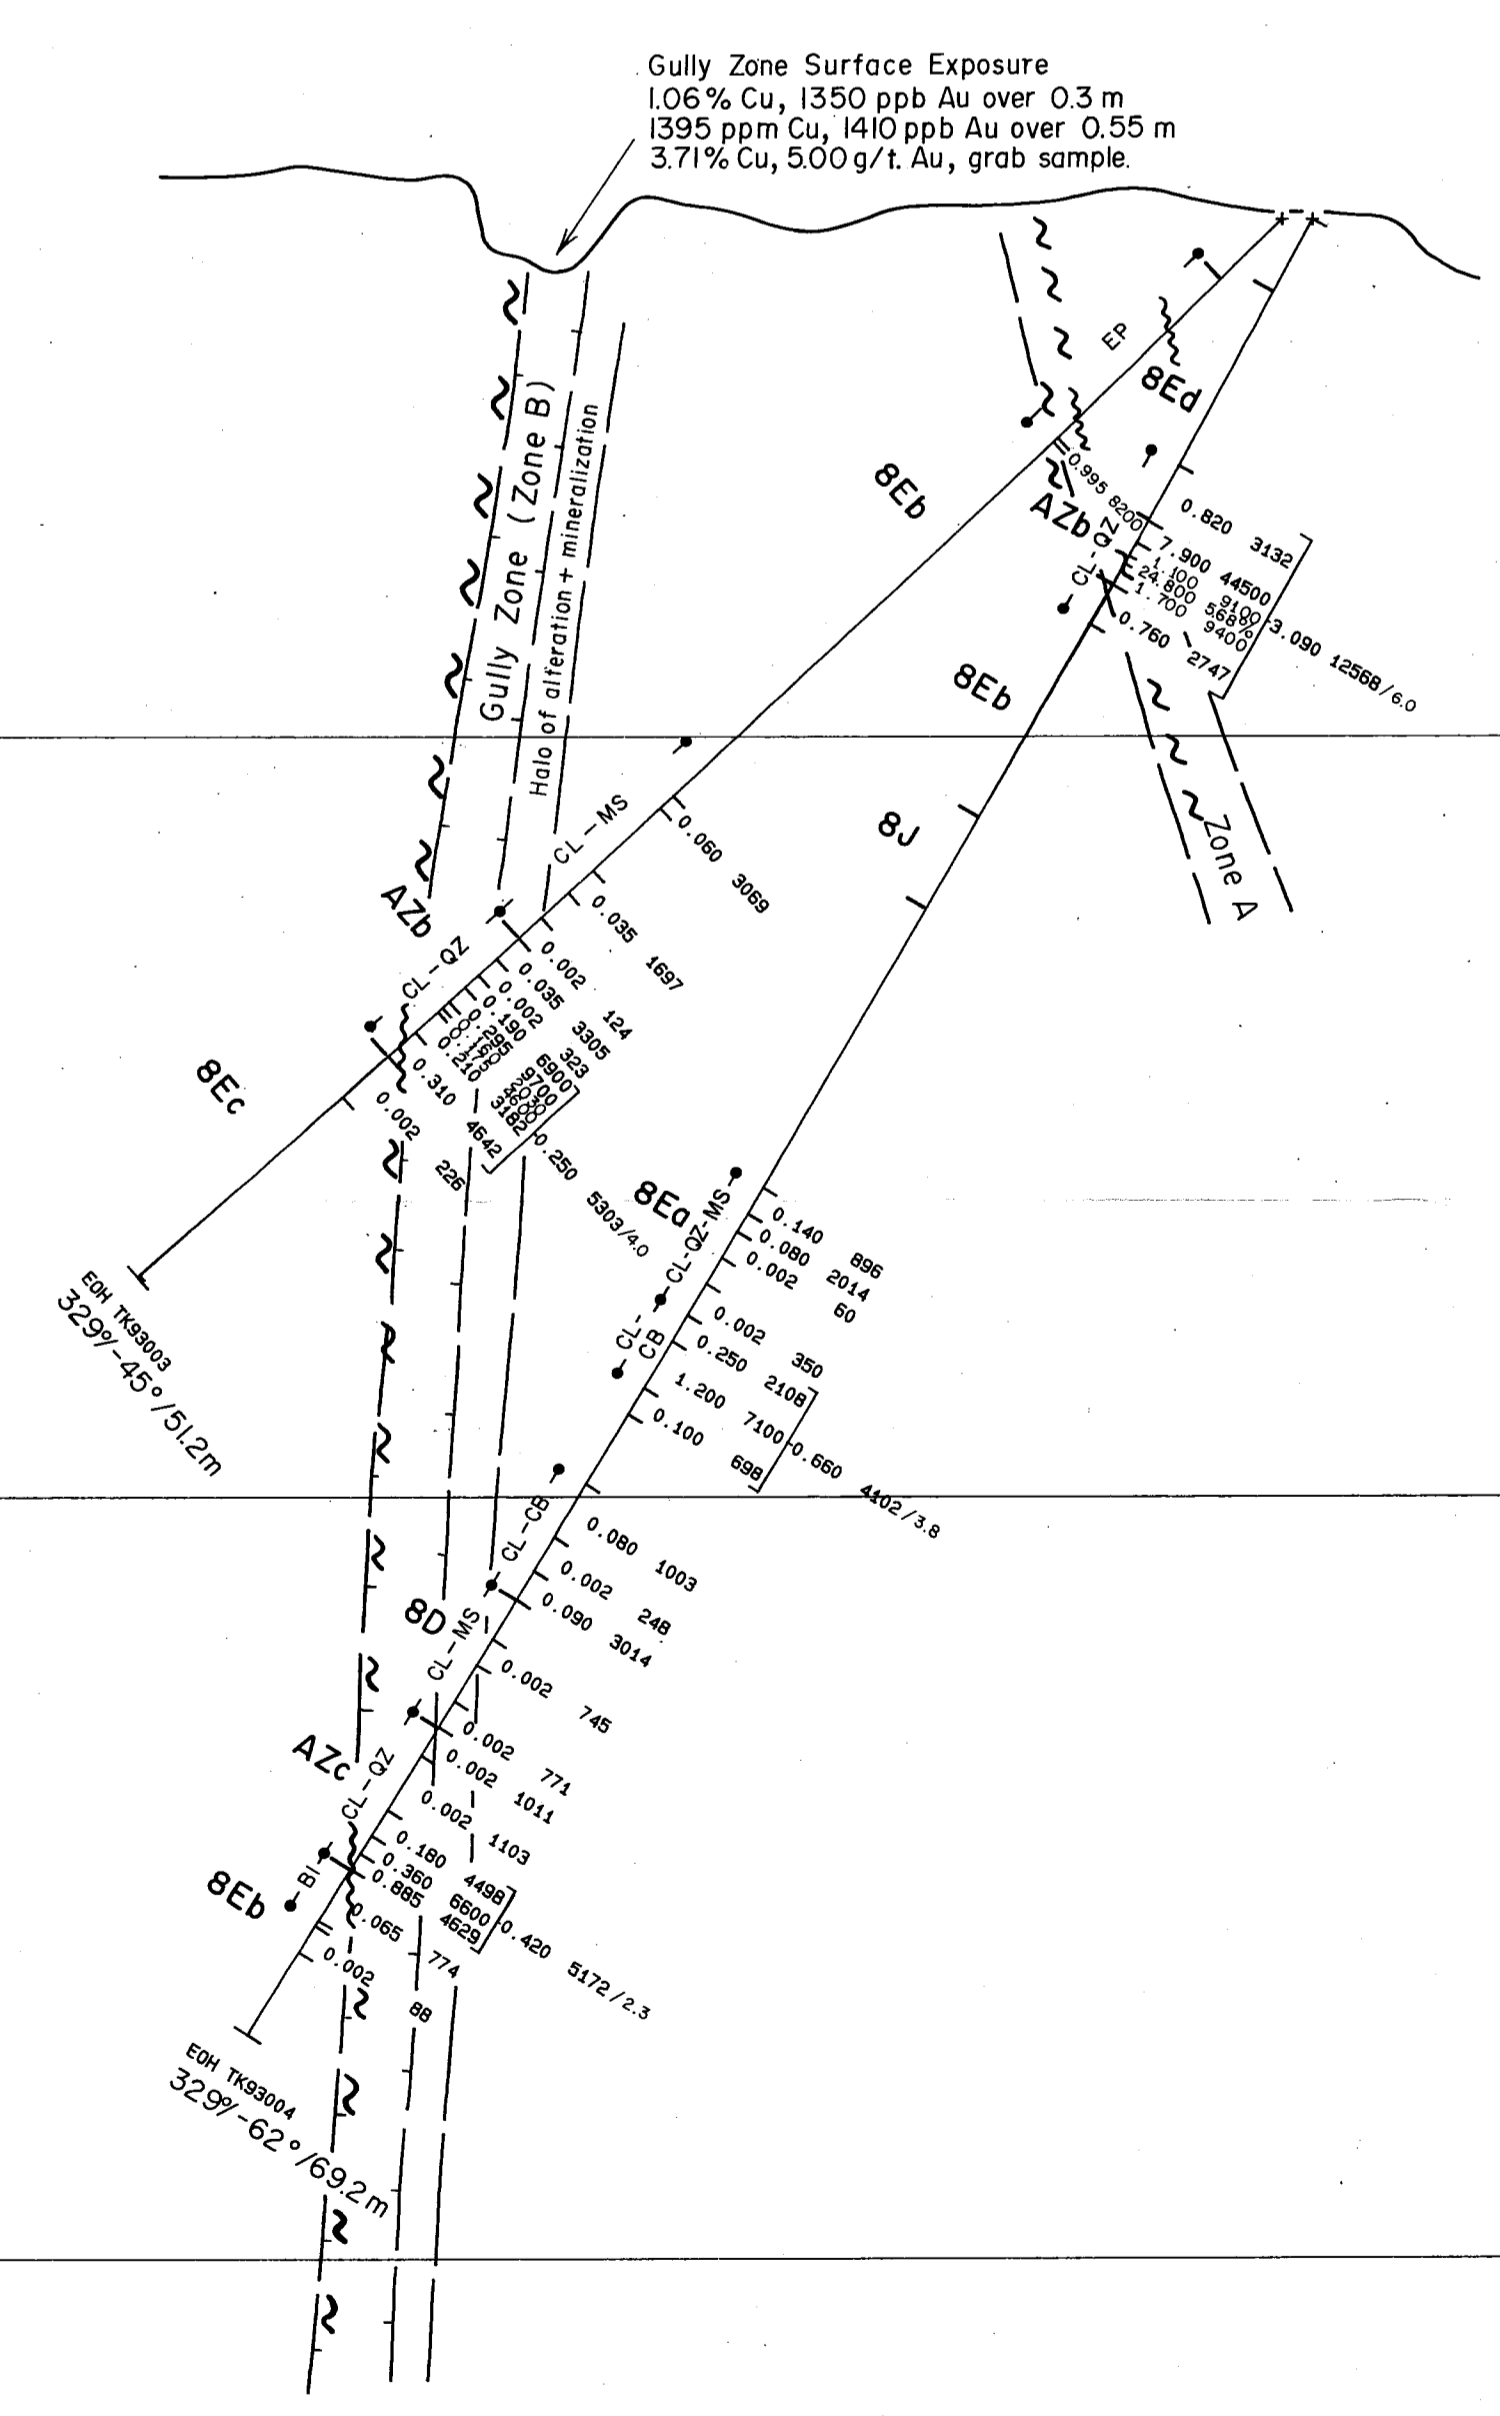 Gully Zone Surface Exposure
1.06% Cu, 1350 ppb Au over 0.3 m
1395 ppm Cu, 1410 ppb Au over 0.55 m
3.71% Cu, 5.00 g/t. Au, grab sample.
Gully Zone (Zone B)
Halo of alteration + mineralization
EP
8Ed
8Eb
0.995 8200
AZb
CL-QZ
0.820 3132
7.900 44500
1.100 9100
24.800 5.68%
1.700 9400
0.760 2747
3.090 12568/6.0
8Eb
8J
Zone A
CL-MS
0.060 3069
0.035 1697
AZb
CL-QZ
0.002 124
0.035 3305
0.002 323
0.190 6900
0.295 9700
0.210 3182
0.310 4642
0.250 5303/4.0
0.002 226
8Ec
EOH TK93003
329°/-45°/51.2m
8Ea
CL-QZ-MS
0.140 896
0.080 2014
0.002 60
CL-CB
0.002 350
0.250 2108
1.200 7100
0.100 698
0.660 4102/3.8
CL-CB
0.080 1003
0.002 248
0.090 3014
8D
CL-MS
0.002 745
0.002 771
0.002 1011
AZc
CL-QZ
0.002 1103
0.180 4498
0.360 6600
0.885 4629
0.420 5172/2.3
8Eb
BI
0.065 774
0.002 88
EOH TK93004
329°/-62°/69.2m